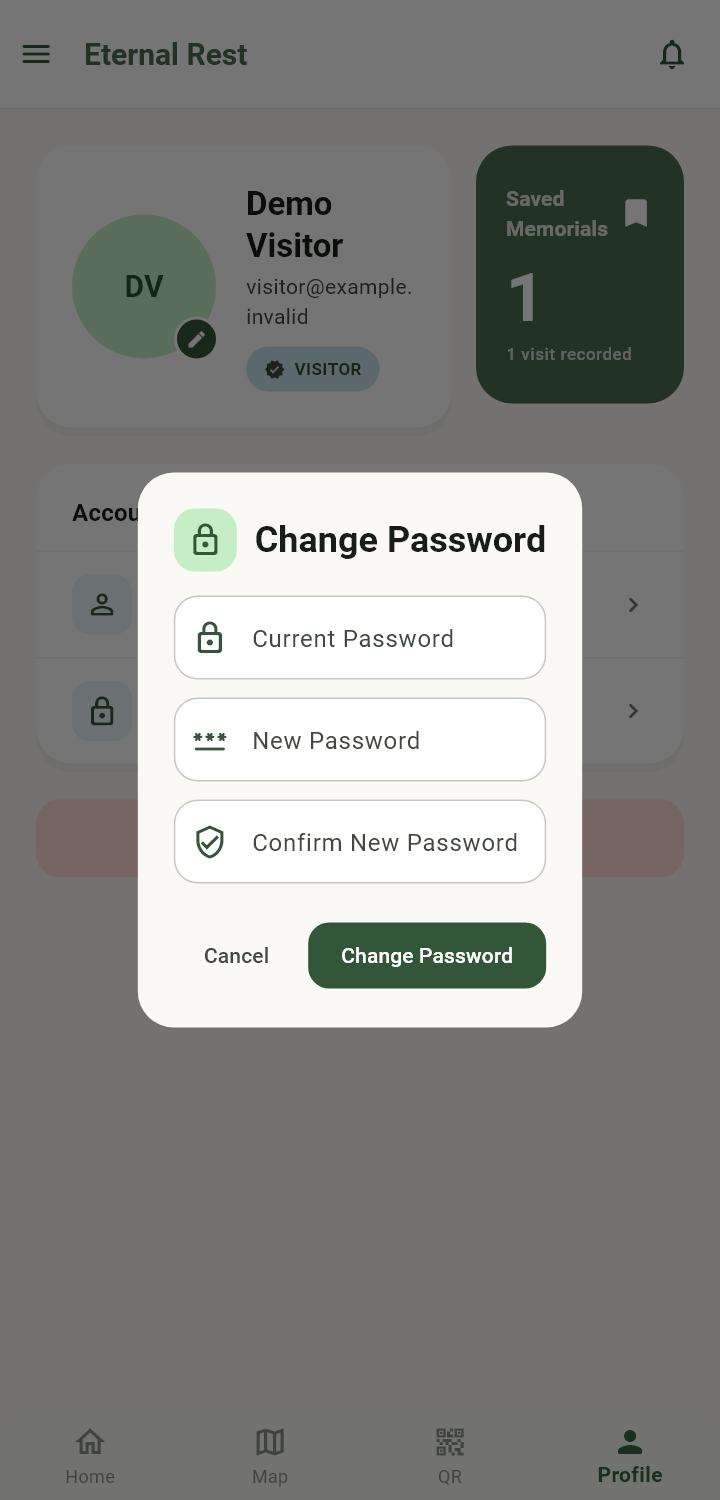 Eternal Rest
Demo
Visitor
visitor@example.
invalid
VISITOR
DV
Saved
Memorials
1
1 visit recorded
Accou
Change Password
Current Password
New Password
Confirm New Password
Cancel
Change Password
Home
Map
QR
Profile